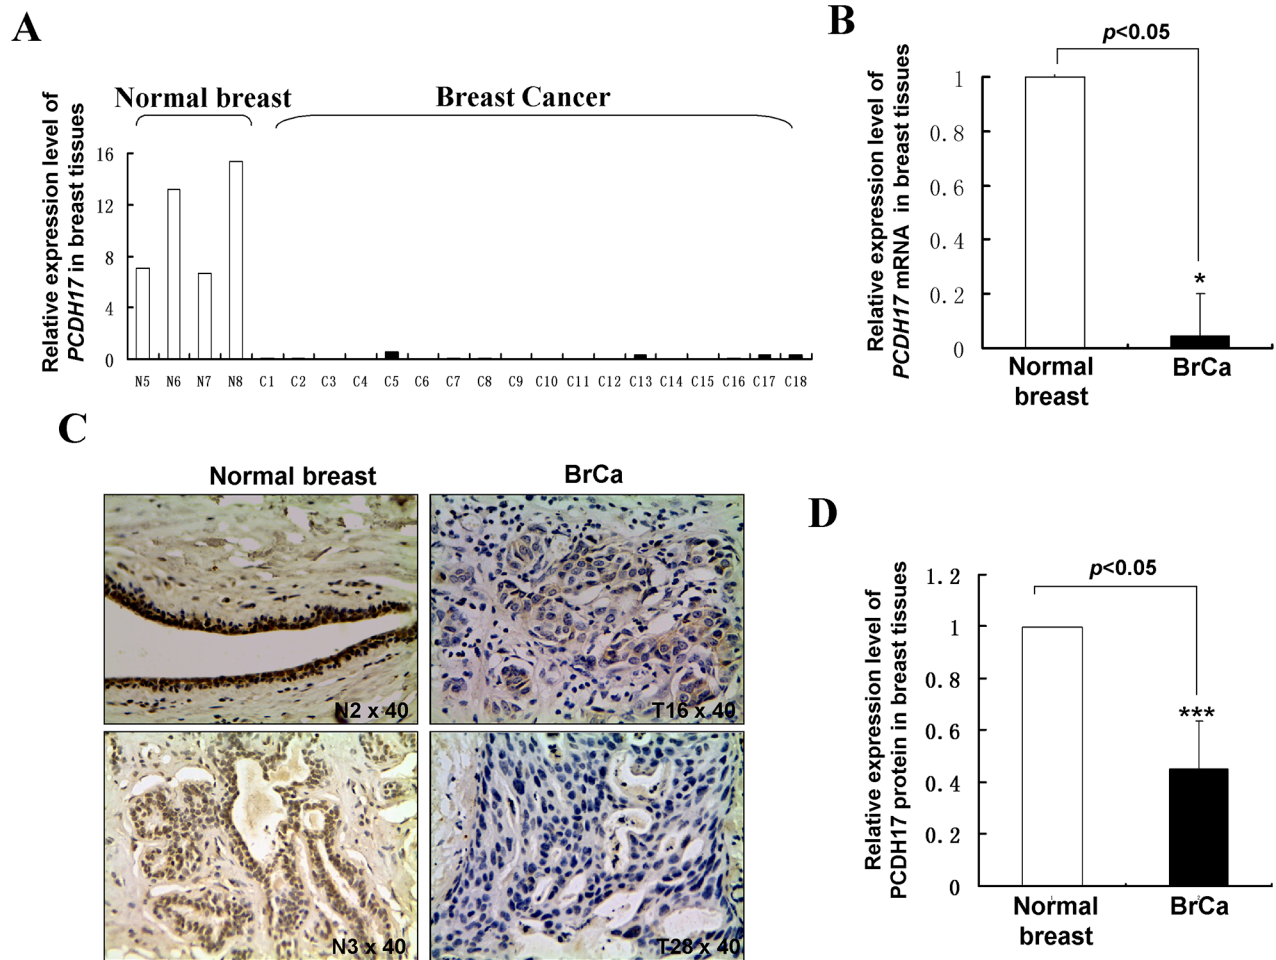 A
Normal breast
Breast Cancer
Relative expression level of
PCDH17 in breast tissues
16
12
8
4
0
N5 N6 N7 N8 C1 C2 C3 C4 C5 C6 C7 C8 C9 C10 C11 C12 C13 C14 C15 C16 C17 C18
B
p<0.05
Relative expression level of
PCDH17 mRNA in breast tissues
1
0.8
0.6
0.4
0.2
0
*
Normal
breast
BrCa
C
Normal breast
BrCa
N2 x 40
T16 x 40
N3 x 40
T28 x 40
D
p<0.05
Relative expression level of
PCDH17 protein in breast tissues
1.2
1
0.8
0.6
0.4
0.2
0
***
Normal
breast
BrCa